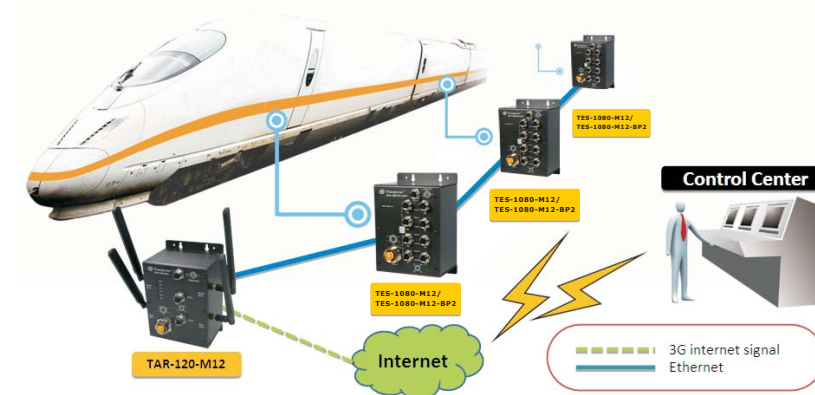 TES-1080-M12/
TES-1080-M12-BP2
TES-1080-M12/
TES-1080-M12-BP2
Control Center
TES-1080-M12/
TES-1080-M12-BP2
TAR-120-M12
Internet
3G internet signal
Ethernet